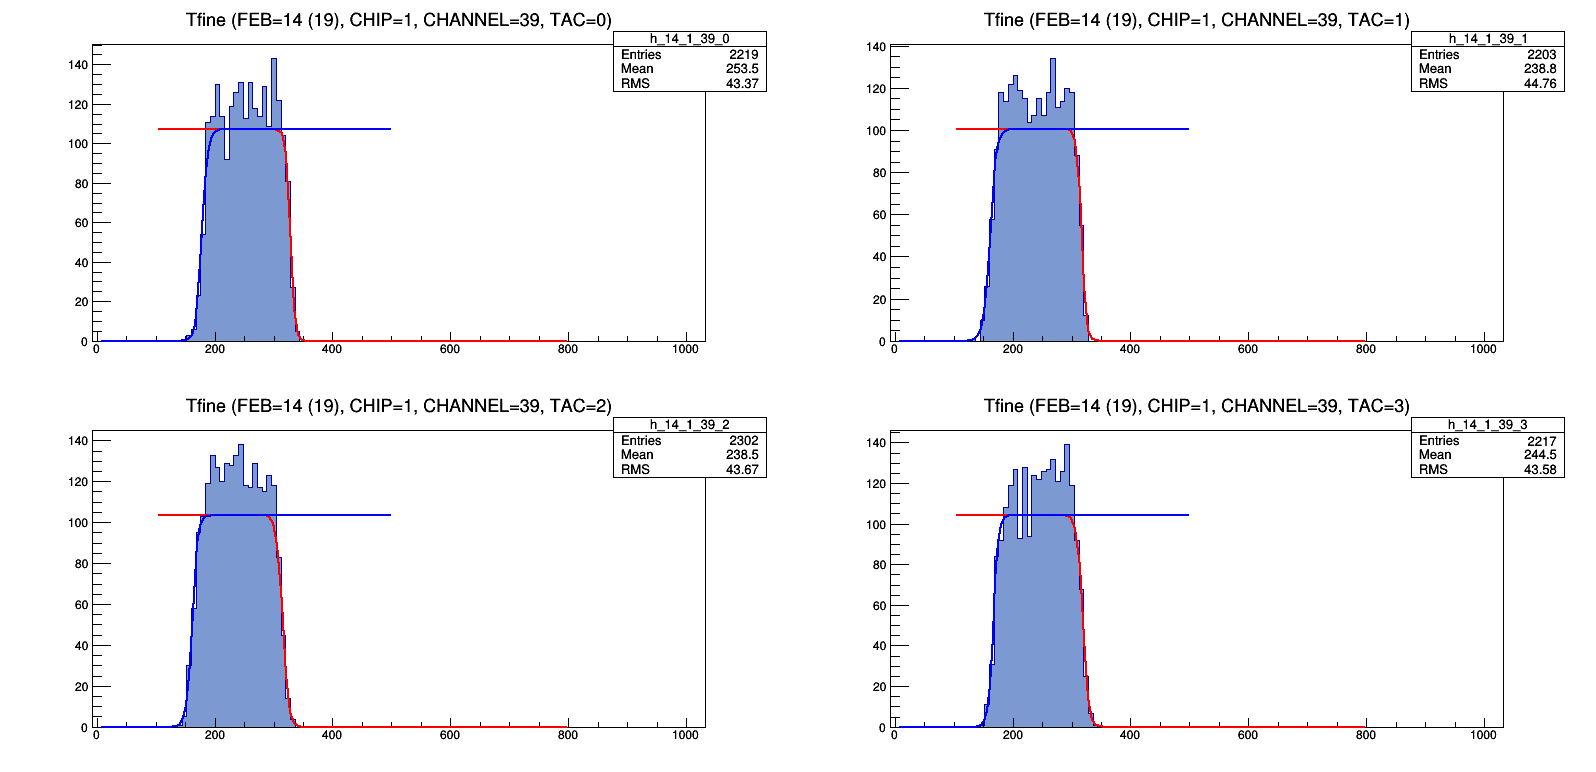 Tfine (FEB=14 (19), CHIP=1, CHANNEL=39, TAC=0)
h_14_1_39_0
Entries 2219
Mean 253.5
RMS 43.37
140
120
100
80
60
40
20
0
0 200 400 600 800 1000
Tfine (FEB=14 (19), CHIP=1, CHANNEL=39, TAC=1)
h_14_1_39_1
Entries 2203
Mean 238.8
RMS 44.76
140
120
100
80
60
40
20
0
0 200 400 600 800 1000
Tfine (FEB=14 (19), CHIP=1, CHANNEL=39, TAC=2)
h_14_1_39_2
Entries 2302
Mean 238.5
RMS 43.67
140
120
100
80
60
40
20
0
0 200 400 600 800 1000
Tfine (FEB=14 (19), CHIP=1, CHANNEL=39, TAC=3)
h_14_1_39_3
Entries 2217
Mean 244.5
RMS 43.58
140
120
100
80
60
40
20
0
0 200 400 600 800 1000